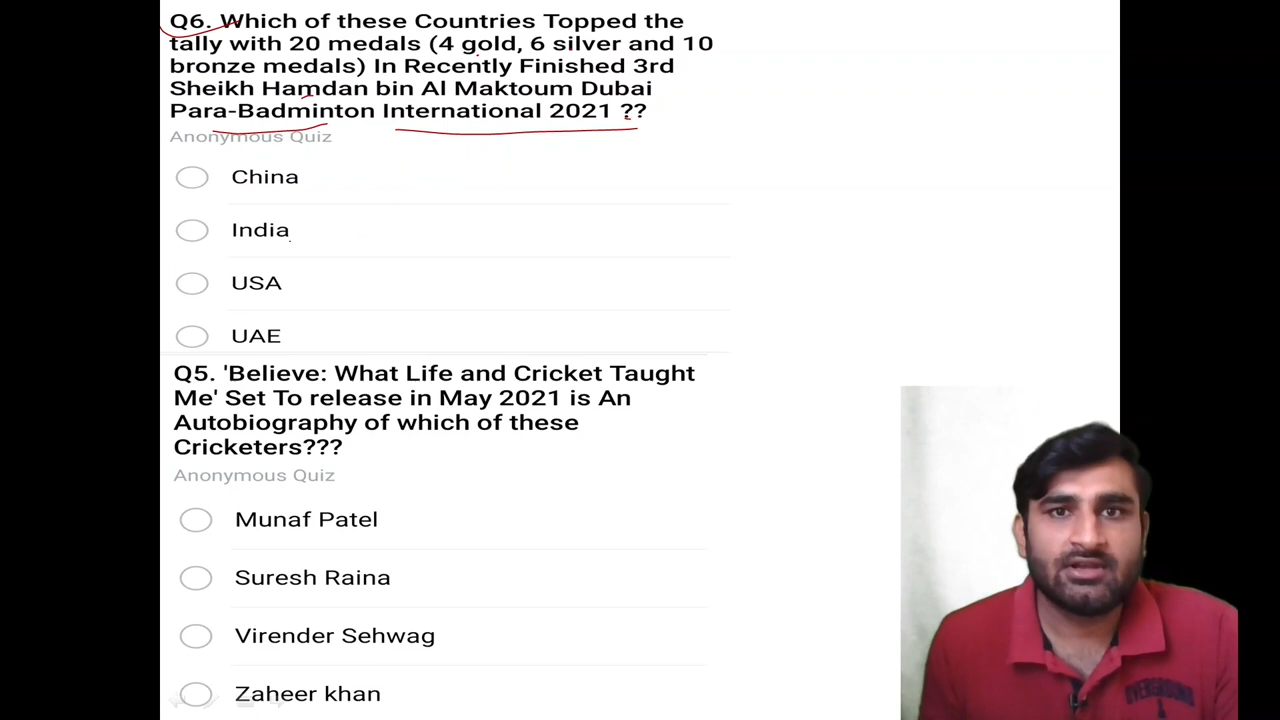 Q6. Which of these Countries Topped the
tally with 20 medals (4 gold, 6 silver and 10
bronze medals) In Recently Finished 3rd
Sheikh Hamdan bin Al Maktoum Dubai
Para-Badminton International 2021 ??
Anonymous Quiz
China
India
USA
UAE
Q5. 'Believe: What Life and Cricket Taught
Me' Set To release in May 2021 is An
Autobiography of which of these
Cricketers???
Anonymous Quiz
Munaf Patel
Suresh Raina
Virender Sehwag
Zaheer khan